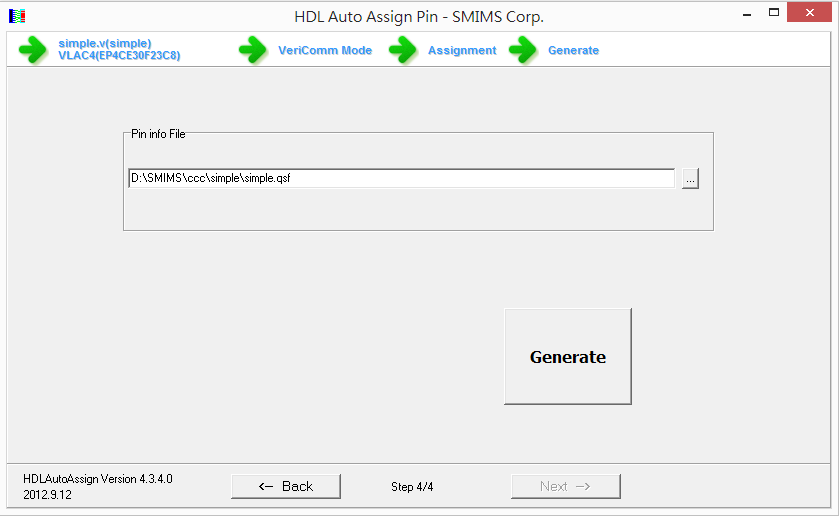 HDL Auto Assign Pin - SMIMS Corp.
simple.v(simple)
VLAC4(EP4CE30F23C8)
VeriComm Mode
Assignment
Generate
Pin info File
D:\SMIMS\ccc\simple\simple.qsf
...
Generate
HDLAutoAssign Version 4.3.4.0
2012.9.12
<-- Back
Step 4/4
Next -->